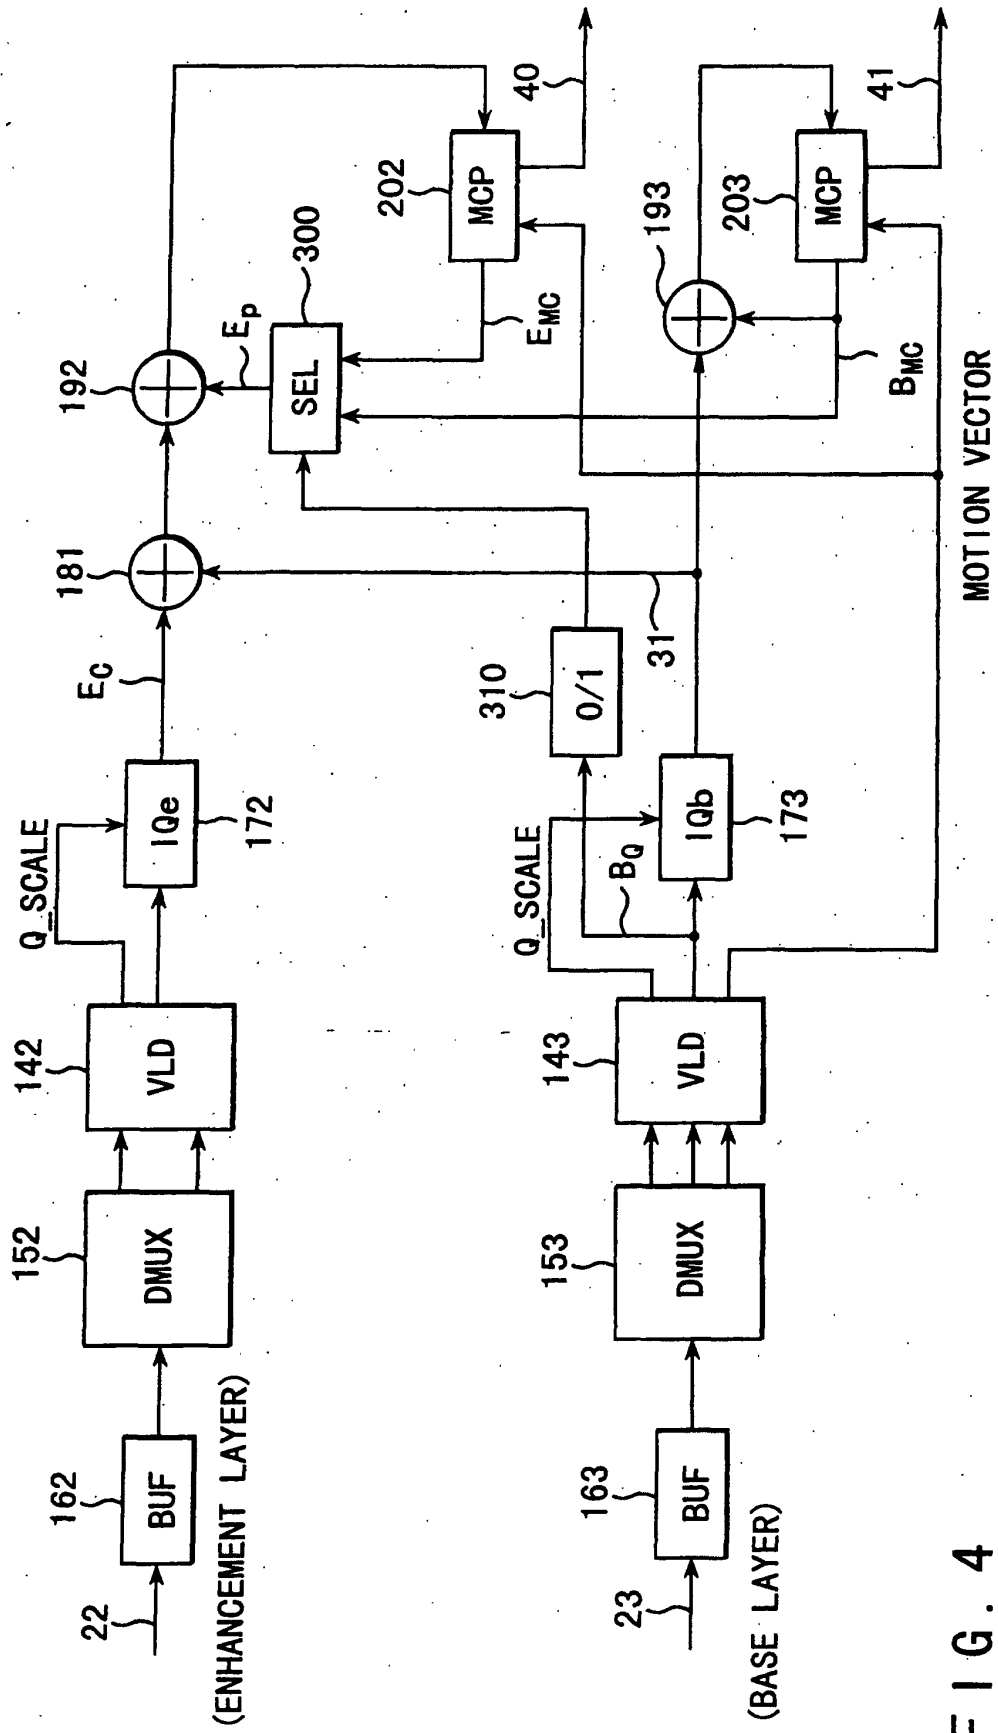 22
162
BUF
(ENHANCEMENT LAYER)
152
DMUX
142
VLD
Q_SCALE
IQe
172
EC
181
192
EP
SEL
300
EMC
202
MCP
40
23
163
BUF
(BASE LAYER)
153
DMUX
143
VLD
Q_SCALE
BQ
IQb
173
310
0/1
31
193
BMC
203
MCP
41
MOTION VECTOR
FIG. 4